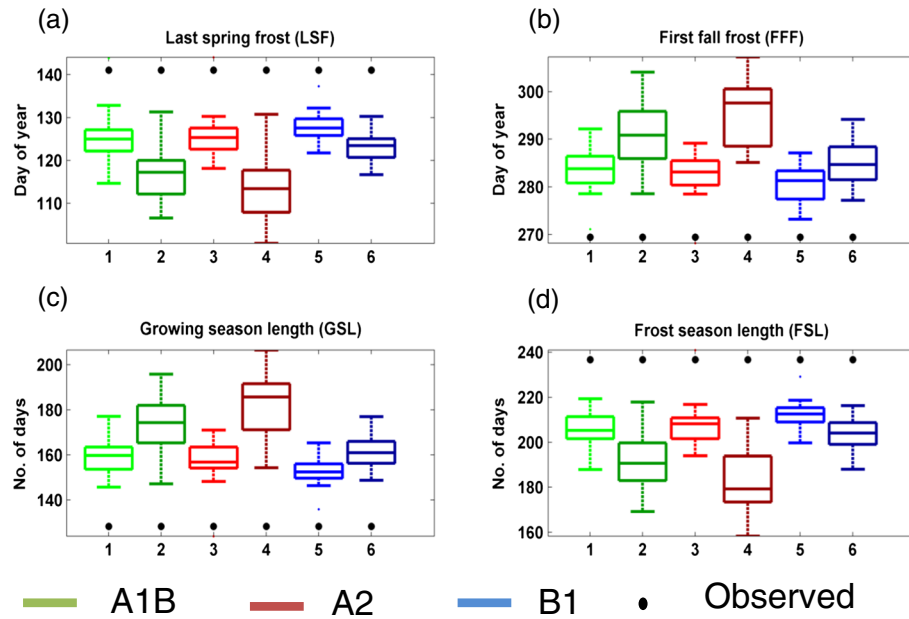 (a)
Last spring frost (LSF)
Day of year
140
130
120
110
1 2 3 4 5 6
(b)
First fall frost (FFF)
Day of year
300
290
280
270
1 2 3 4 5 6
(c)
Growing season length (GSL)
No. of days
200
180
160
140
1 2 3 4 5 6
(d)
Frost season length (FSL)
No. of days
240
220
200
180
160
1 2 3 4 5 6
A1B A2 B1 Observed